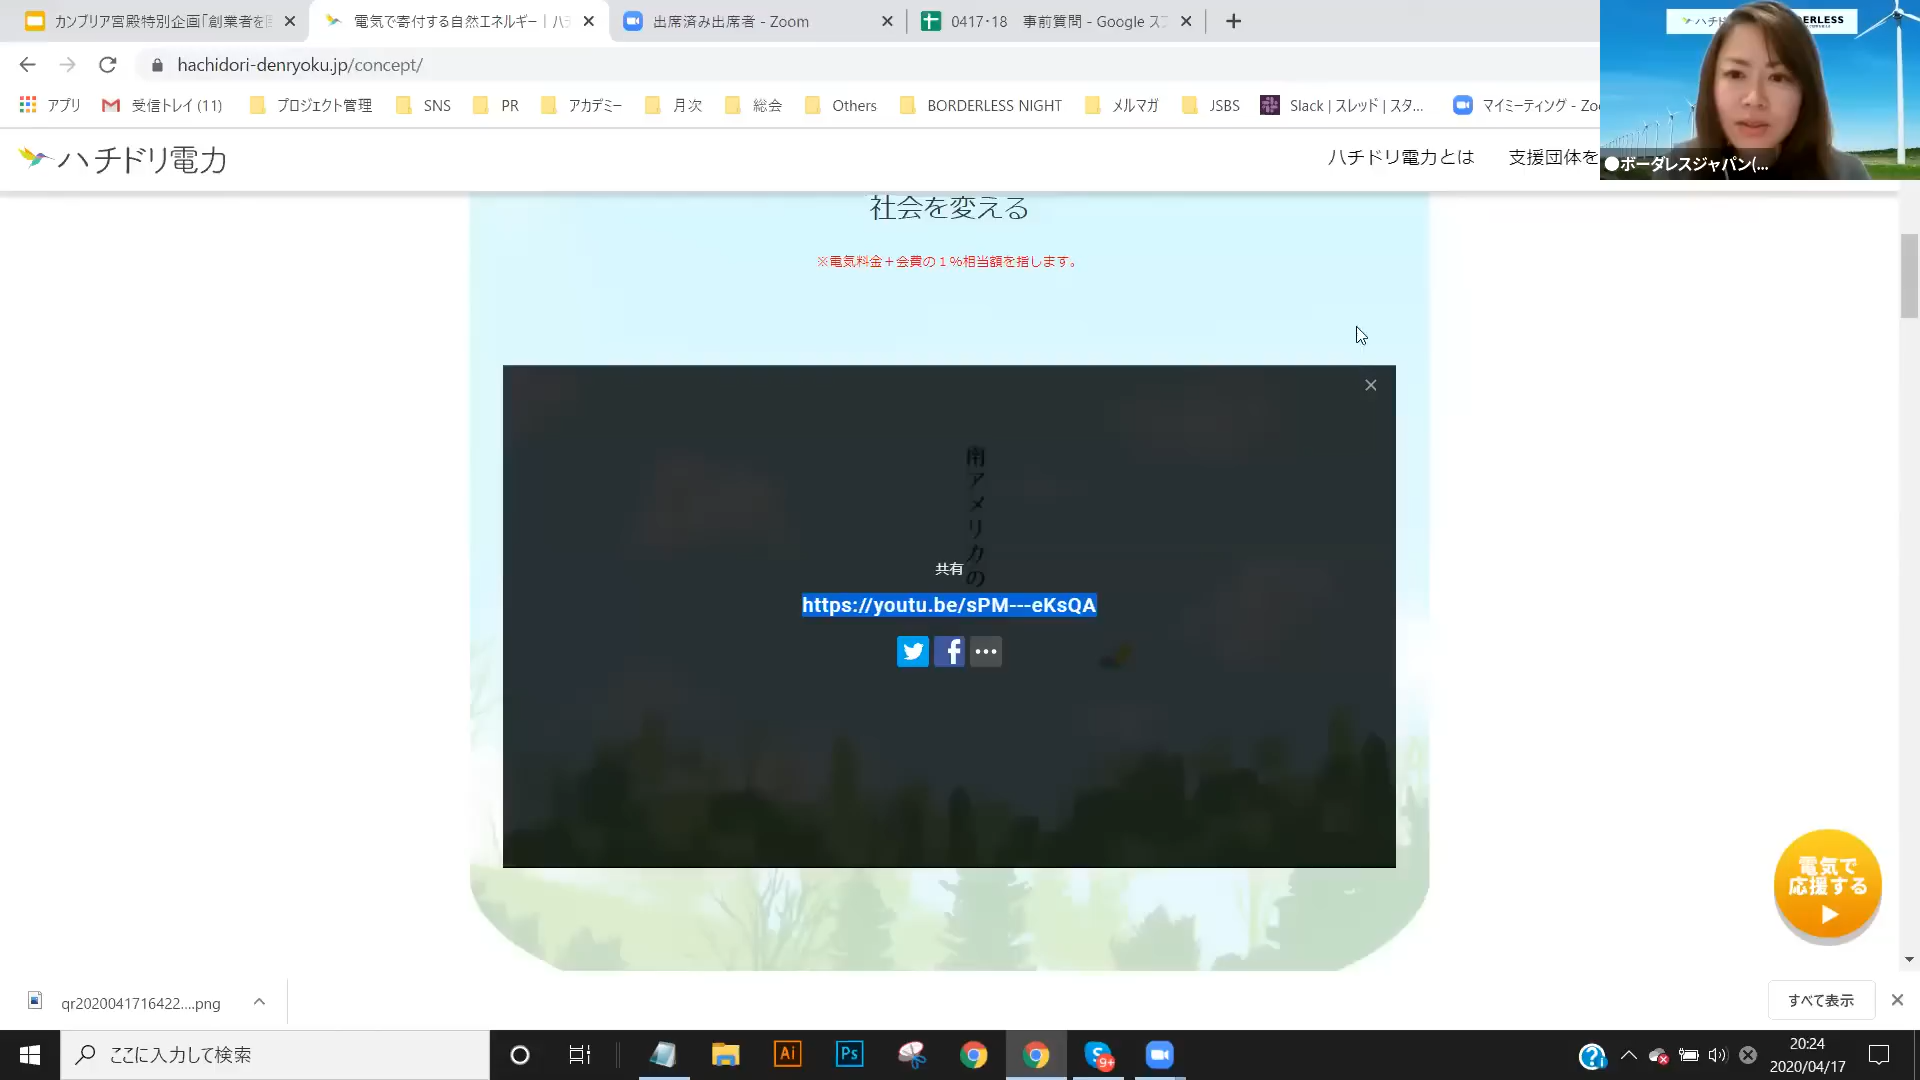 カンブリア宮殿特別企画「創業者を
電気で寄付する自然エネルギー | ハチ
出席済み出席者 - Zoom
0417･18 事前質問 - Google ス
hachidori-denryoku.jp/concept/
アプリ
受信トレイ (11)
プロジェクト管理
SNS
PR
アカデミー
月次
総会
Others
BORDERLESS NIGHT
メルマガ
JSBS
Slack | スレッド | スタ...
マイミーティング - Zo
ハチドリ電力
ハチドリ電力とは
支援団体を
ハチド
ERLESS
●ボーダレスジャパン(...
社会を変える
※電気料金＋会費の１％相当額を指します。
南アメリカの
共有
https://youtu.be/sPM---eKsQA
電気で
応援する
qr2020041716422....png
すべて表示
ここに入力して検索
Ai
Ps
9+
20:24
2020/04/17